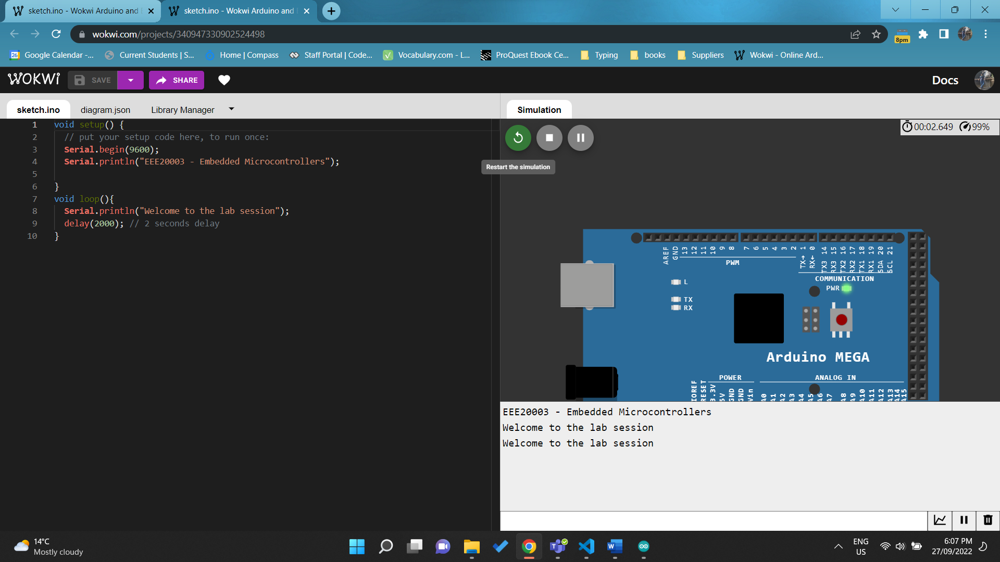 sketch.ino - Wokwi Arduino and
sketch.ino - Wokwi Arduino and
wokwi.com/projects/340947330902524498
8pm
26 Google Calendar -...
Current Students | S...
Home | Compass
Staff Portal | Code...
Vocabulary.com - L...
ProQuest Ebook Ce...
Typing
books
Suppliers
Wokwi - Online Ard...
WOKWi
SAVE
SHARE
Docs
sketch.ino
diagram.json
Library Manager
Simulation
1 void setup() {
2 // put your setup code here, to run once:
3 Serial.begin(9600);
4 Serial.println("EEE20003 - Embedded Microcontrollers");
5
6 }
7 void loop(){
8 Serial.println("Welcome to the lab session");
9 delay(2000); // 2 seconds delay
10 }
00:02.649 99%
Restart the simulation
AREF GND 13 12 11 10 9 8 7 6 5 4 3 2 TX→ 1 RX← 0 TX3 14 RX3 15 TX2 16 RX2 17 TX1 18 RX1 19 SDA 20 SCL 21
PWM
COMMUNICATION
L
PWR
TX
RX
Arduino MEGA
POWER
ANALOG IN
IOREF RESET 3.3V 5V GND GND Vin A0 A1 A2 A3 A4 A5 A6 A7 A8 A9 A10 A11 A12 A13 A14 A15
EEE20003 - Embedded Microcontrollers
Welcome to the lab session
Welcome to the lab session
14°C
Mostly cloudy
ENG
US
6:07 PM
27/09/2022